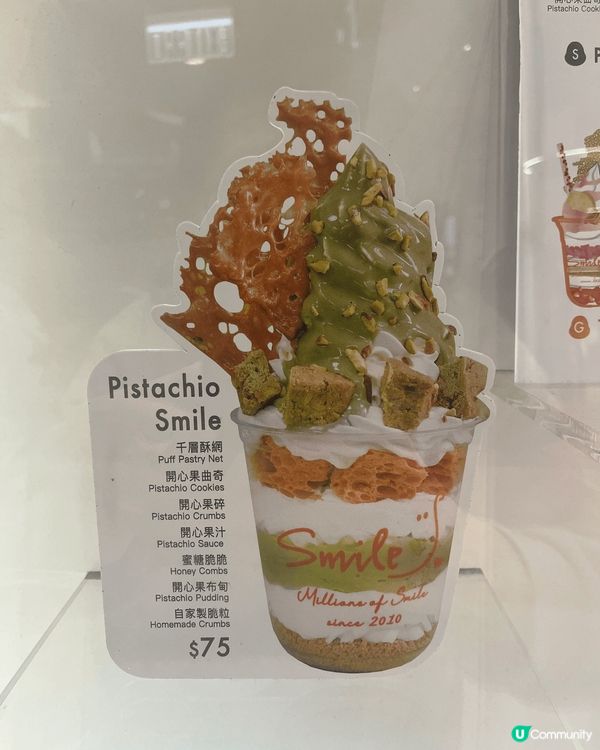 Pistachio
Smile
千層酥網
Puff Pastry Net
開心果曲奇
Pistachio Cookies
開心果碎
Pistachio Crumbs
開心果汁
Pistachio Sauce
蜜糖脆脆
Honey Combs
開心果布甸
Pistachio Pudding
自家製脆粒
Homemade Crumbs
$75
Smile
Millions of Smile
since 2010
Pistachio Cook
S
P
Smile
G
U Community